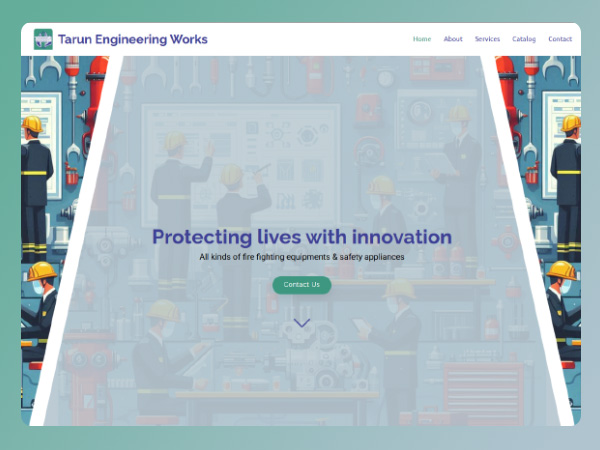 Tarun Engineering Works
Home About Services Catalog Contact
Protecting lives with innovation
All kinds of fire fighting equipments & safety appliances
Contact Us